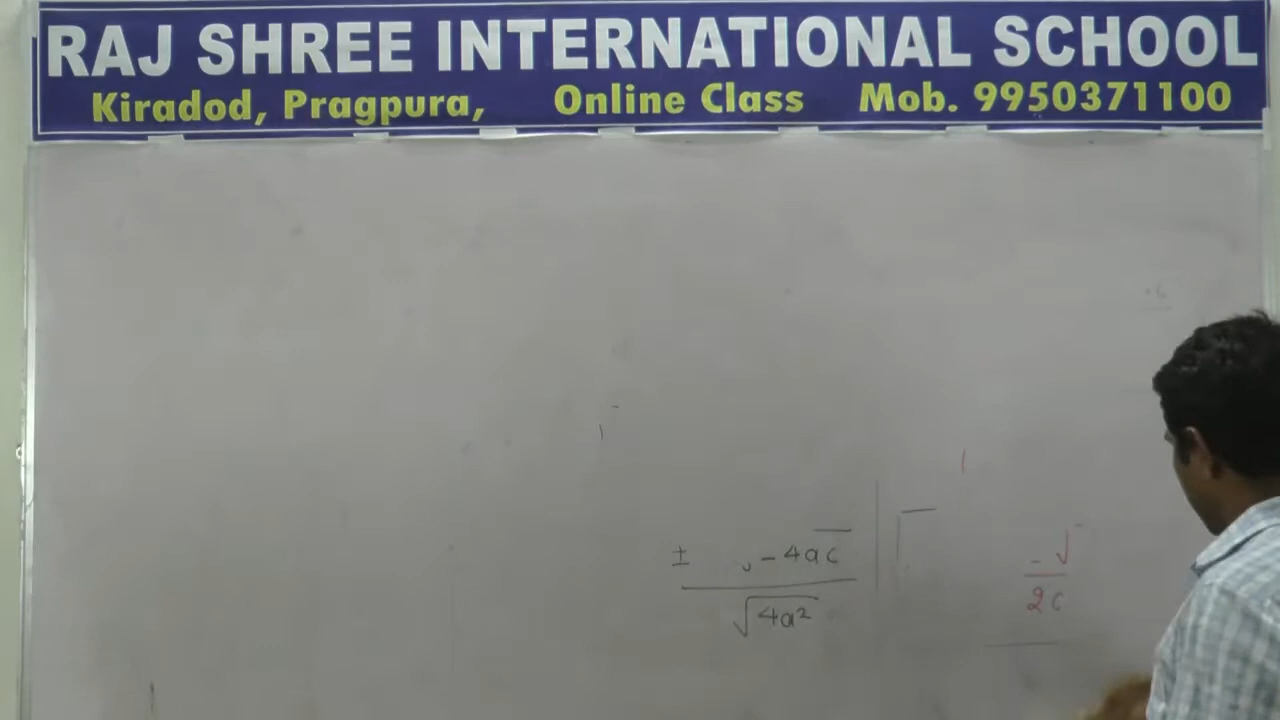 RAJ SHREE INTERNATIONAL SCHOOL
Kiradod, Pragpura, Online Class Mob. 9950371100
± - 4ac
√4a²
-√
2c